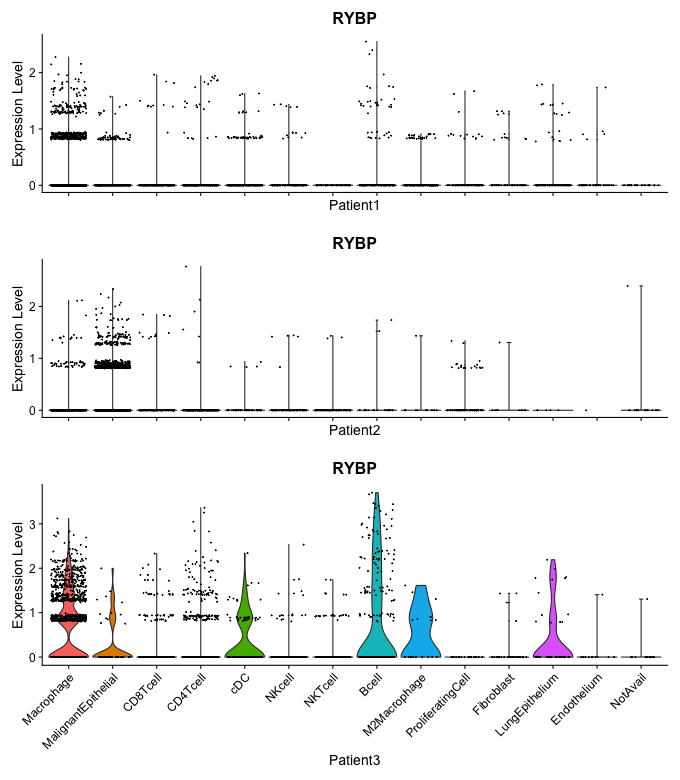 RYBP
Expression Level
2
1
0
Patient1
RYBP
Expression Level
2
1
0
Patient2
RYBP
Expression Level
3
2
1
0
Macrophage
MalignantEpithelial
CD8Tcell
CD4Tcell
cDC
NKcell
NKTcell
Bcell
M2Macrophage
ProliferatingCell
Fibroblast
LungEpithelium
Endothelium
NotAvail
Patient3